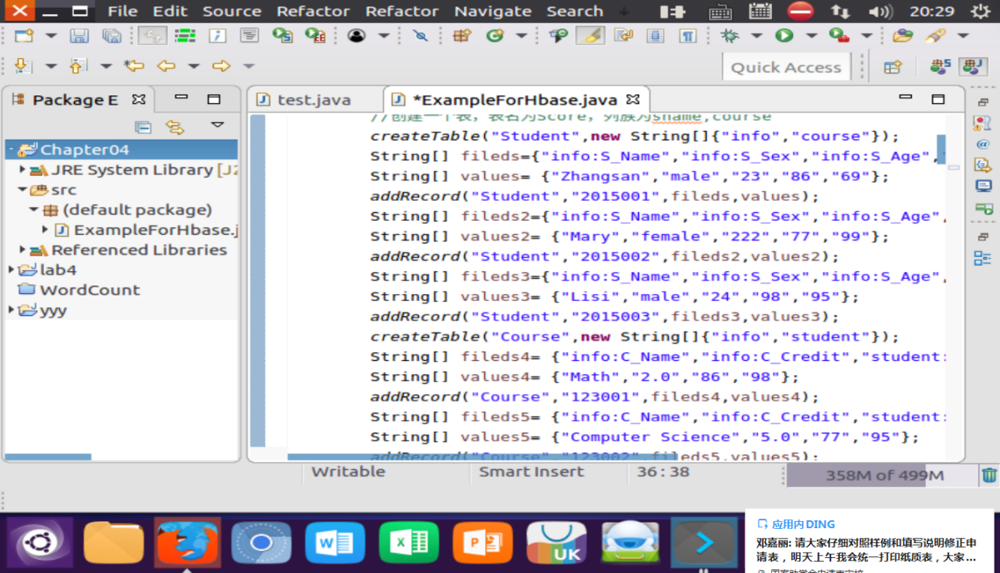 File Edit Source Refactor Refactor Navigate Search
20:29
Quick Access
Package E
test.java
*ExampleForHbase.java
Chapter04
JRE System Library [J
src
(default package)
ExampleForHbase.j
Referenced Libraries
lab4
WordCount
yyy
//创建一个表，表名为Score，列族为sname,course
createTable("Student",new String[]{"info","course"});
String[] fileds={"info:S_Name","info:S_Sex","info:S_Age",
String[] values= {"Zhangsan","male","23","86","69"};
addRecord("Student","2015001",fileds,values);
String[] fileds2={"info:S_Name","info:S_Sex","info:S_Age",
String[] values2= {"Mary","female","222","77","99"};
addRecord("Student","2015002",fileds2,values2);
String[] fileds3={"info:S_Name","info:S_Sex","info:S_Age",
String[] values3= {"Lisi","male","24","98","95"};
addRecord("Student","2015003",fileds3,values3);
createTable("Course",new String[]{"info","student"});
String[] fileds4= {"info:C_Name","info:C_Credit","student:
String[] values4= {"Math","2.0","86","98"};
addRecord("Course","123001",fileds4,values4);
String[] fileds5= {"info:C_Name","info:C_Credit","student:
String[] values5= {"Computer Science","5.0","77","95"};
addRecord("Course","123002",fileds5,values5);
Writable
Smart Insert
36 : 38
358M of 499M
UK
应用内DING
邓嘉丽: 请大家仔细对照样例和填写说明修正申
请表，明天上午我会统一打印纸质表，大家...